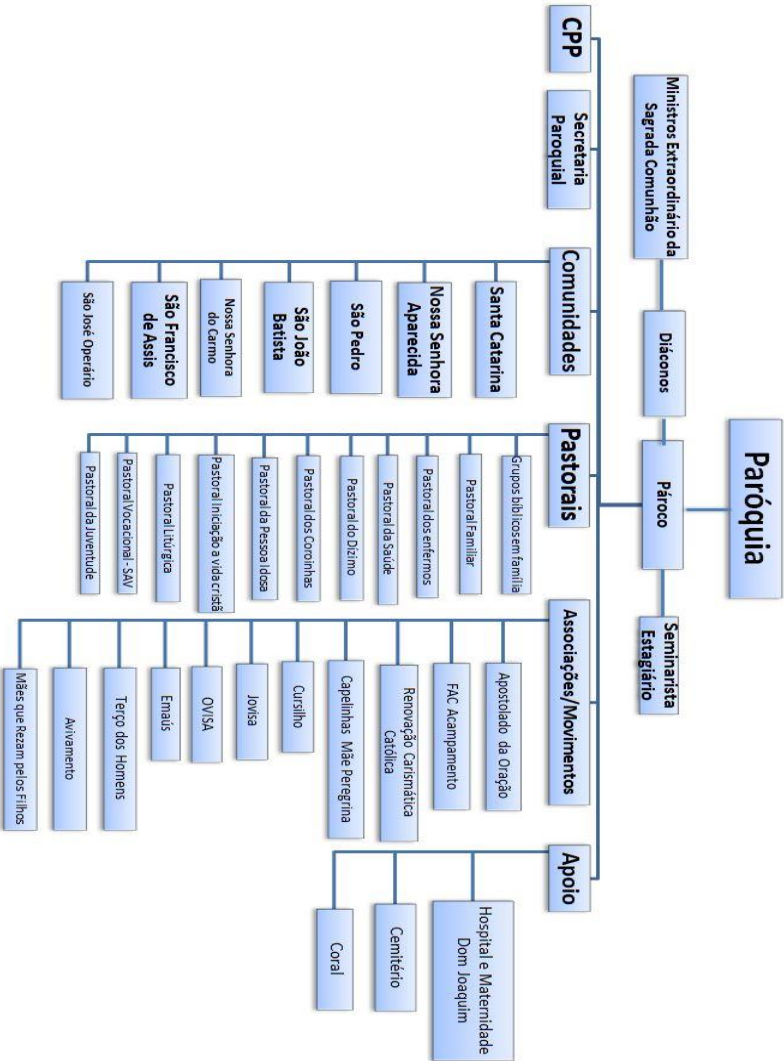 Paróquia
Ministros Extraordinário da
Sagrada Comunhão
Diáconos
Pároco
Seminarista
Estagiário
CPP
Secretaria
Paroquial
Comunidades
Santa Catarina
Nossa Senhora
Aparecida
São Pedro
São João
Batista
Nossa Senhora
do Carmo
São Francisco
de Assis
São José Operário
Pastorais
Grupos bíblicos em família
Pastoral Familiar
Pastoral dos enfermos
Pastoral da Saúde
Pastoral do Dízimo
Pastoral dos Coroinhas
Pastoral da Pessoa Idosa
Pastoral Iniciação a vida cristã
Pastoral Litúrgica
Pastoral Vocacional - SAV
Pastoral da Juventude
Associações/Movimentos
Apostolado da Oração
FAC Acampamento
Renovação Carismática
Católica
Capelinhas Mãe Peregrina
Cursilho
Jovisa
OVISA
Emaús
Terço dos Homens
Avivamento
Mães que Rezam pelos Filhos
Apoio
Hospital e Maternidade
Dom Joaquim
Cemitério
Coral